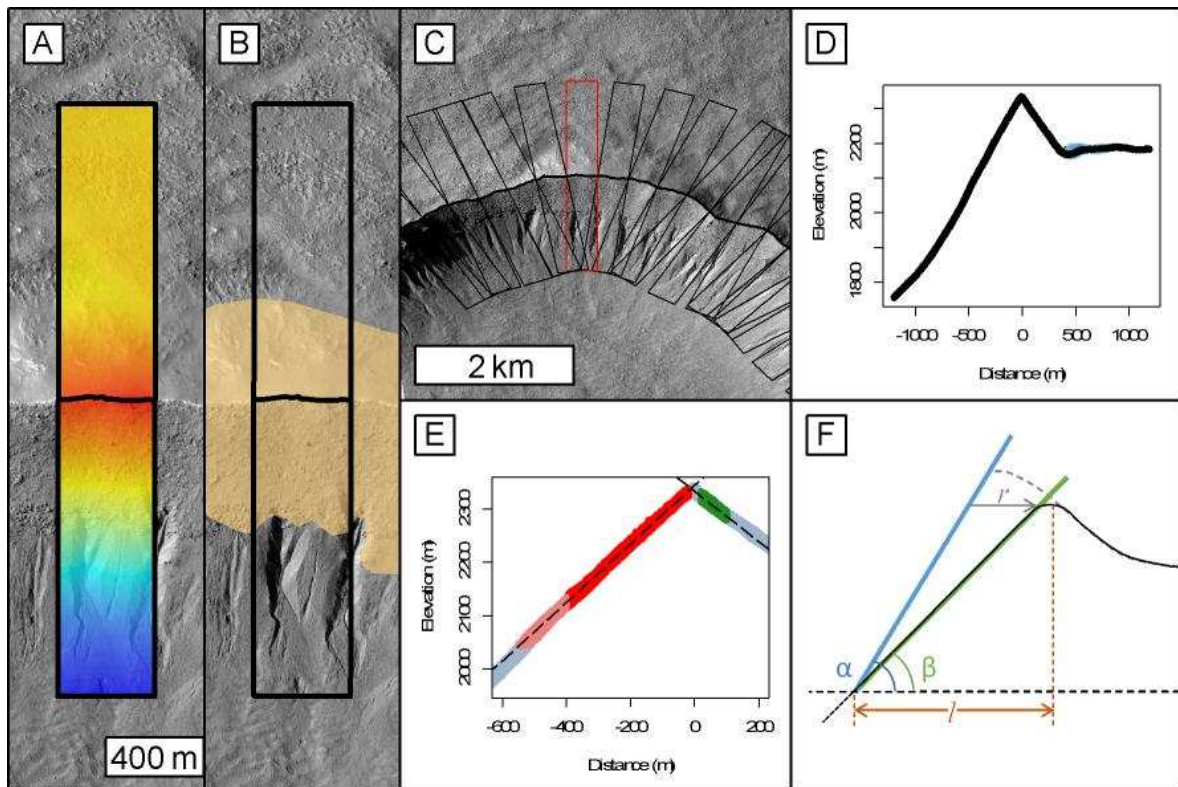 A
400 m
B
C
2 km
D
Elevation (m)
2200
2000
1800
-1000
-500
0
500
1000
Distance (m)
E
Elevation (m)
2300
2200
2100
2000
-600
-400
-200
0
200
Distance (m)
F
r
α
β
l